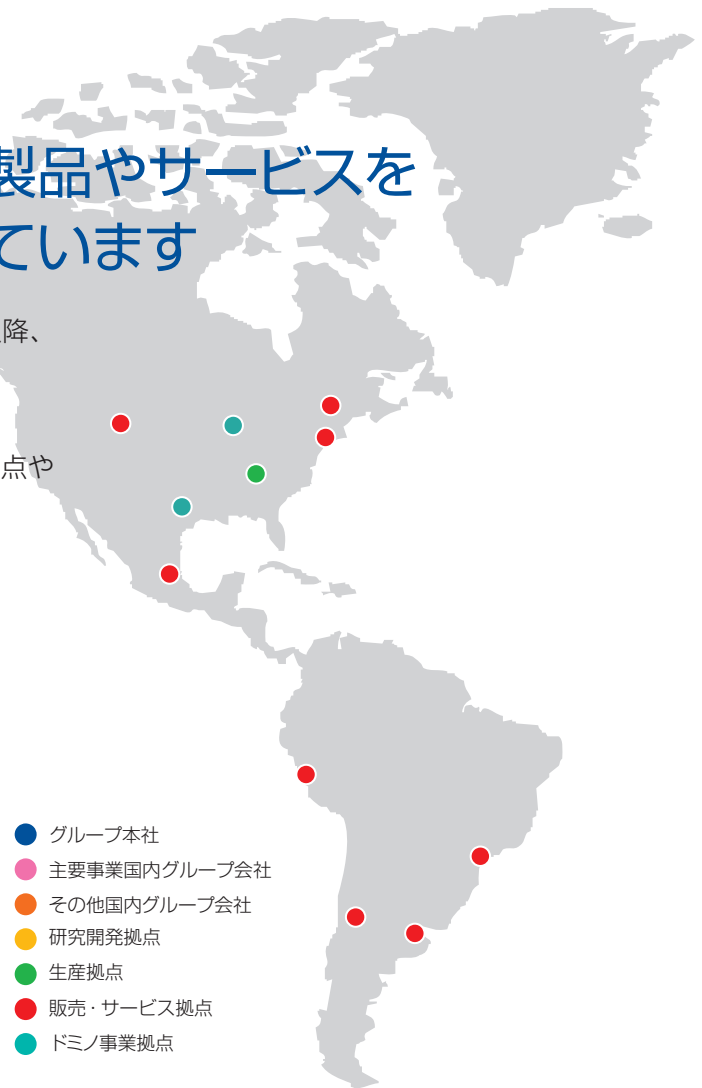 製品やサービスを
ています
降、
点や
グループ本社
主要事業国内グループ会社
その他国内グループ会社
研究開発拠点
生産拠点
販売・サービス拠点
ドミノ事業拠点